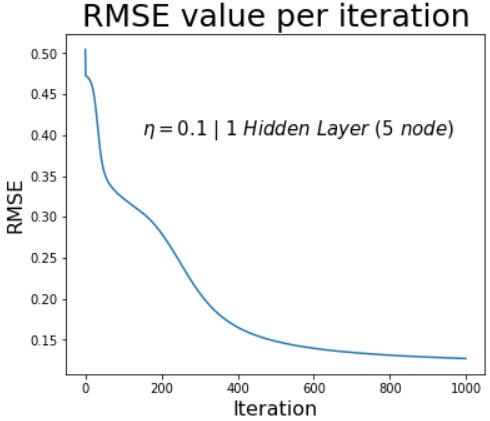 RMSE value per iteration
0.50
0.45
η = 0.1 | 1 Hidden Layer (5 node)
0.40
0.35
0.30
RMSE
0.25
0.20
0.15
0 200 400 600 800 1000
Iteration